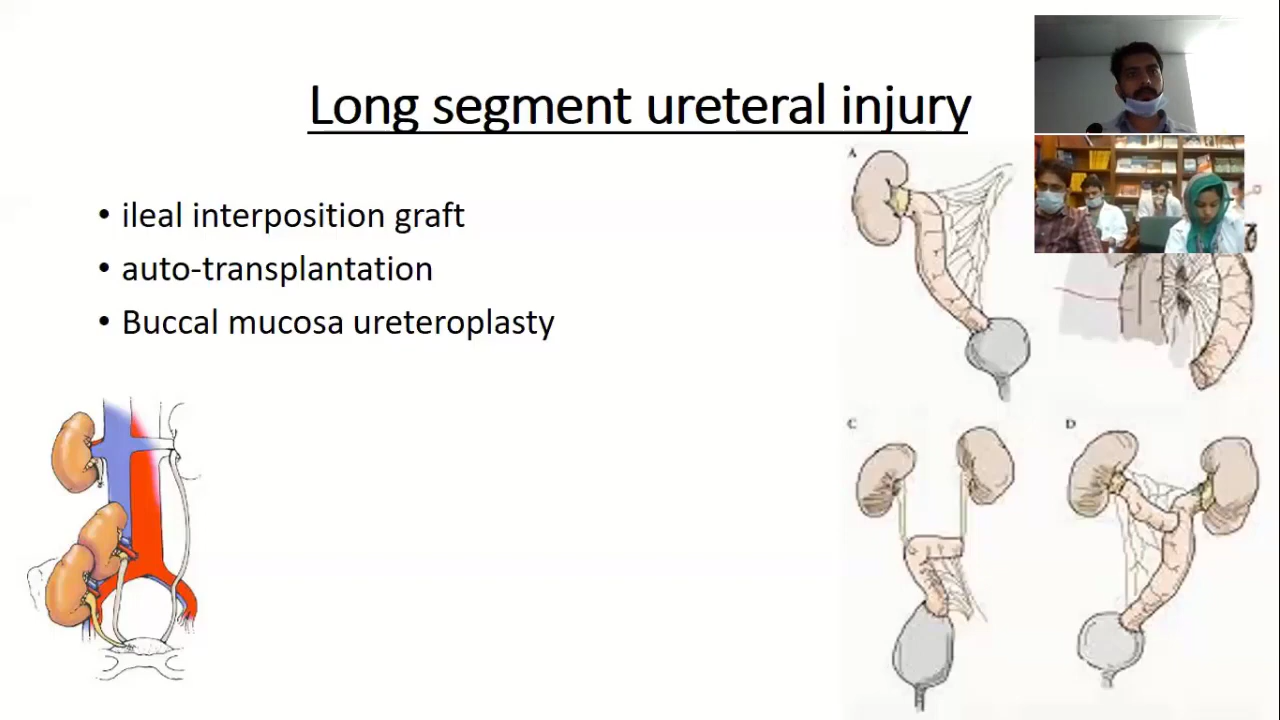 Long segment ureteral injury
• ileal interposition graft
• auto-transplantation
• Buccal mucosa ureteroplasty
A
C
D